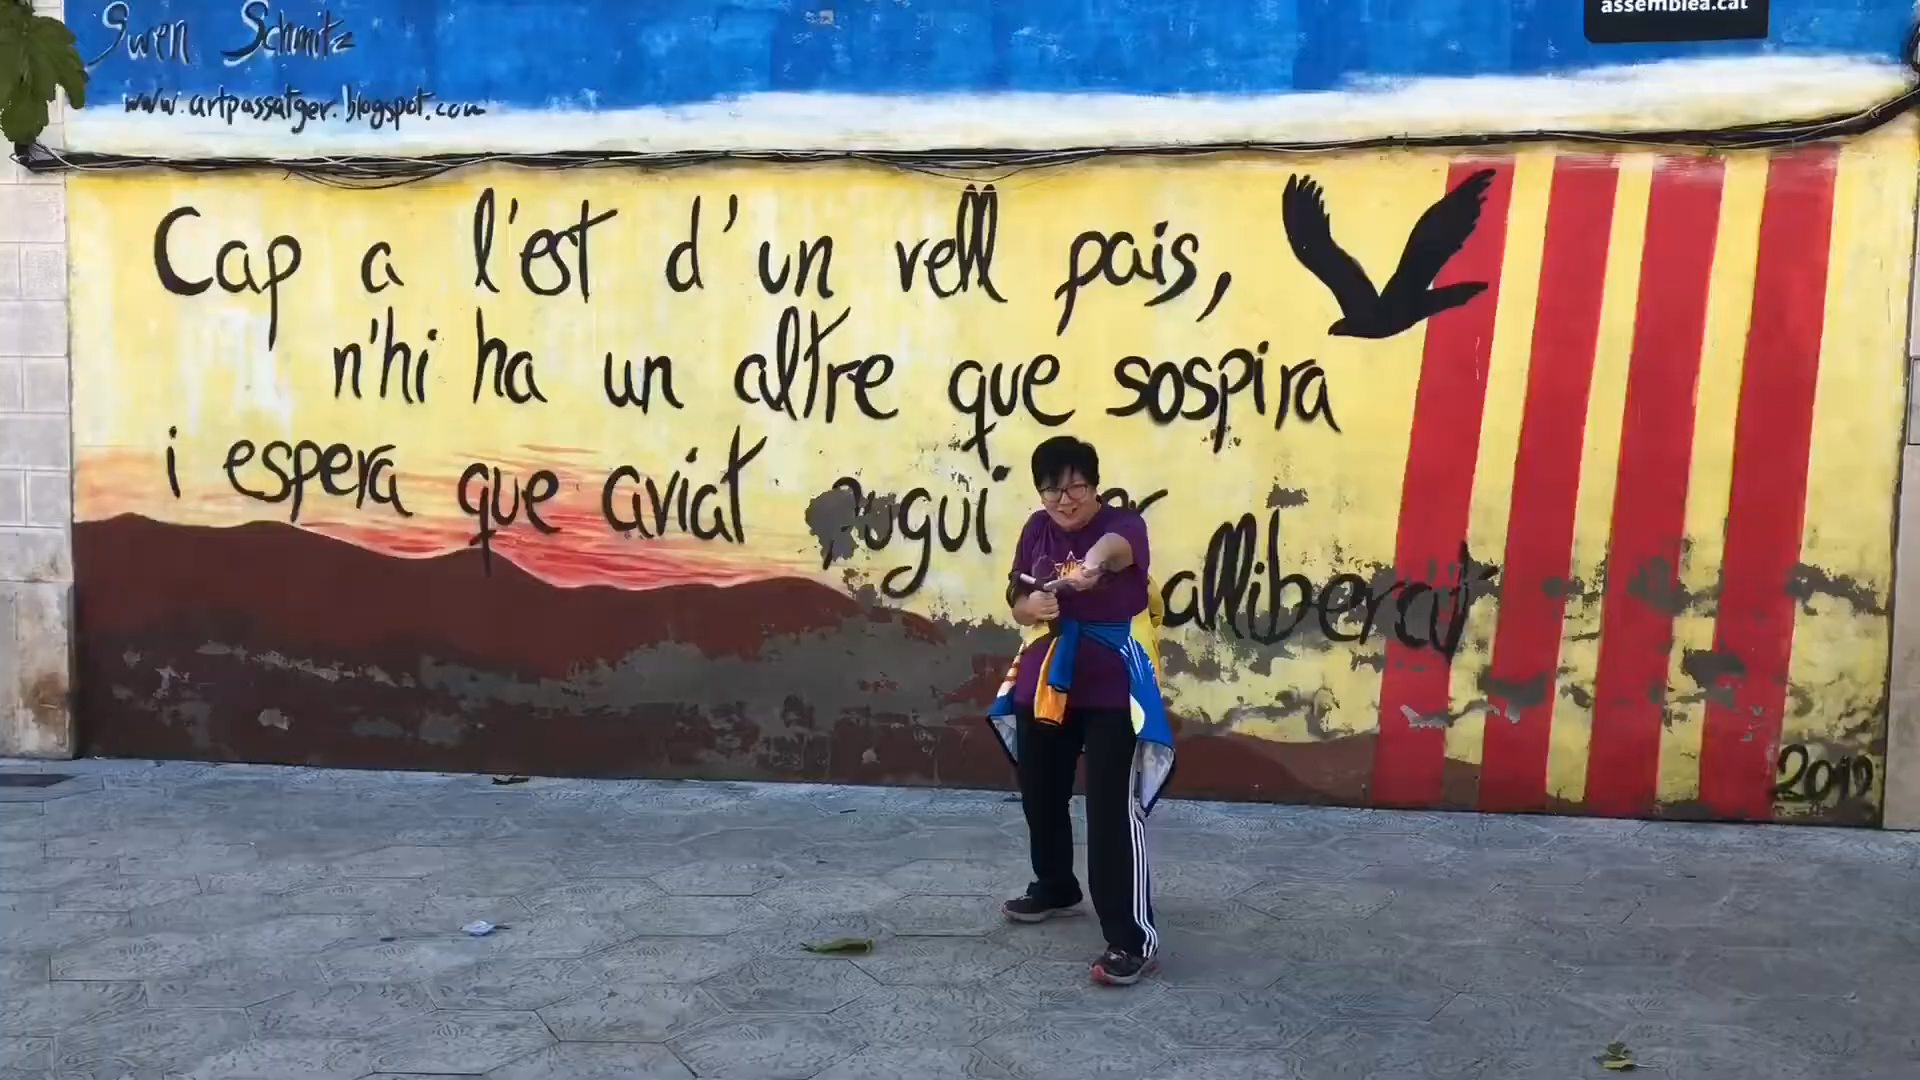 assemblea.cat
Swen Schmitz
www.artpassatger.blogspot.com
Cap a l'est d'un vell pais,
n'hi ha un altre que sospira
i espera que aviat pugui
alliberat
2012